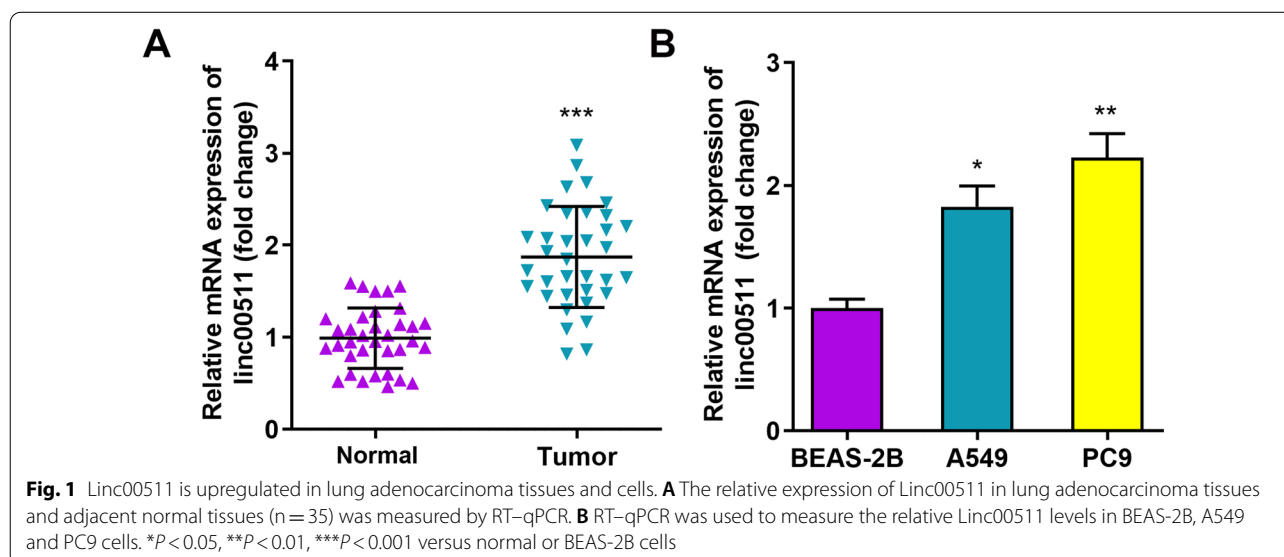 A
Relative mRNA expression of
linc00511 (fold change)
4
3
2
1
0
***
Normal
Tumor
B
Relative mRNA expression of
linc00511 (fold change)
3
2
1
0
*
**
BEAS-2B
A549
PC9
Fig. 1 Linc00511 is upregulated in lung adenocarcinoma tissues and cells. A The relative expression of Linc00511 in lung adenocarcinoma tissues
and adjacent normal tissues (n = 35) was measured by RT–qPCR. B RT–qPCR was used to measure the relative Linc00511 levels in BEAS-2B, A549
and PC9 cells. *P < 0.05, **P < 0.01, ***P < 0.001 versus normal or BEAS-2B cells